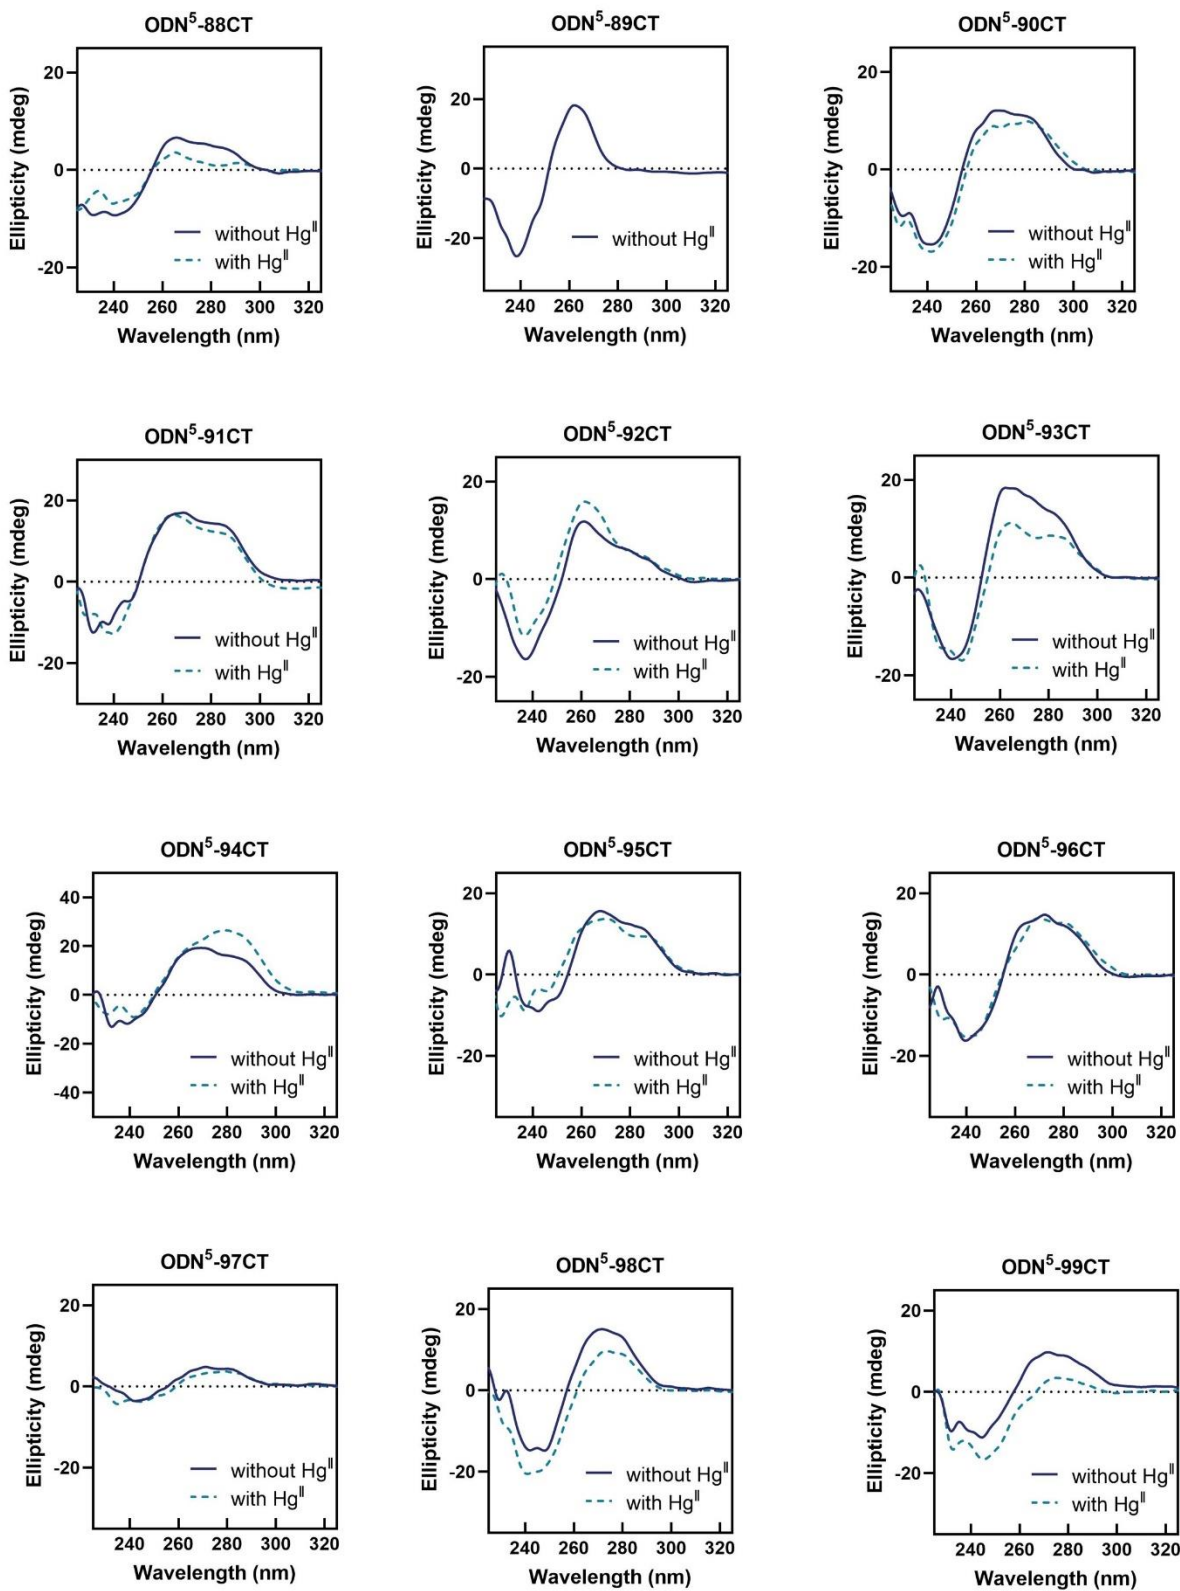 ODN⁵-88CT
Ellipticity (mdeg)
20
0
-20
without Hgᴵᴵ
with Hgᴵᴵ
240 260 280 300 320
Wavelength (nm)
ODN⁵-89CT
Ellipticity (mdeg)
20
0
-20
without Hgᴵᴵ
240 260 280 300 320
Wavelength (nm)
ODN⁵-90CT
Ellipticity (mdeg)
20
0
-20
without Hgᴵᴵ
with Hgᴵᴵ
240 260 280 300 320
Wavelength (nm)
ODN⁵-91CT
Ellipticity (mdeg)
20
0
-20
without Hgᴵᴵ
with Hgᴵᴵ
240 260 280 300 320
Wavelength (nm)
ODN⁵-92CT
Ellipticity (mdeg)
20
0
-20
without Hgᴵᴵ
with Hgᴵᴵ
240 260 280 300 320
Wavelength (nm)
ODN⁵-93CT
Ellipticity (mdeg)
20
0
-20
without Hgᴵᴵ
with Hgᴵᴵ
240 260 280 300 320
Wavelength (nm)
ODN⁵-94CT
Ellipticity (mdeg)
40
20
0
-20
-40
without Hgᴵᴵ
with Hgᴵᴵ
240 260 280 300 320
Wavelength (nm)
ODN⁵-95CT
Ellipticity (mdeg)
20
0
-20
without Hgᴵᴵ
with Hgᴵᴵ
240 260 280 300 320
Wavelength (nm)
ODN⁵-96CT
Ellipticity (mdeg)
20
0
-20
without Hgᴵᴵ
with Hgᴵᴵ
240 260 280 300 320
Wavelength (nm)
ODN⁵-97CT
Ellipticity (mdeg)
20
0
-20
without Hgᴵᴵ
with Hgᴵᴵ
240 260 280 300 320
Wavelength (nm)
ODN⁵-98CT
Ellipticity (mdeg)
20
0
-20
without Hgᴵᴵ
with Hgᴵᴵ
240 260 280 300 320
Wavelength (nm)
ODN⁵-99CT
Ellipticity (mdeg)
20
0
-20
without Hgᴵᴵ
with Hgᴵᴵ
240 260 280 300 320
Wavelength (nm)